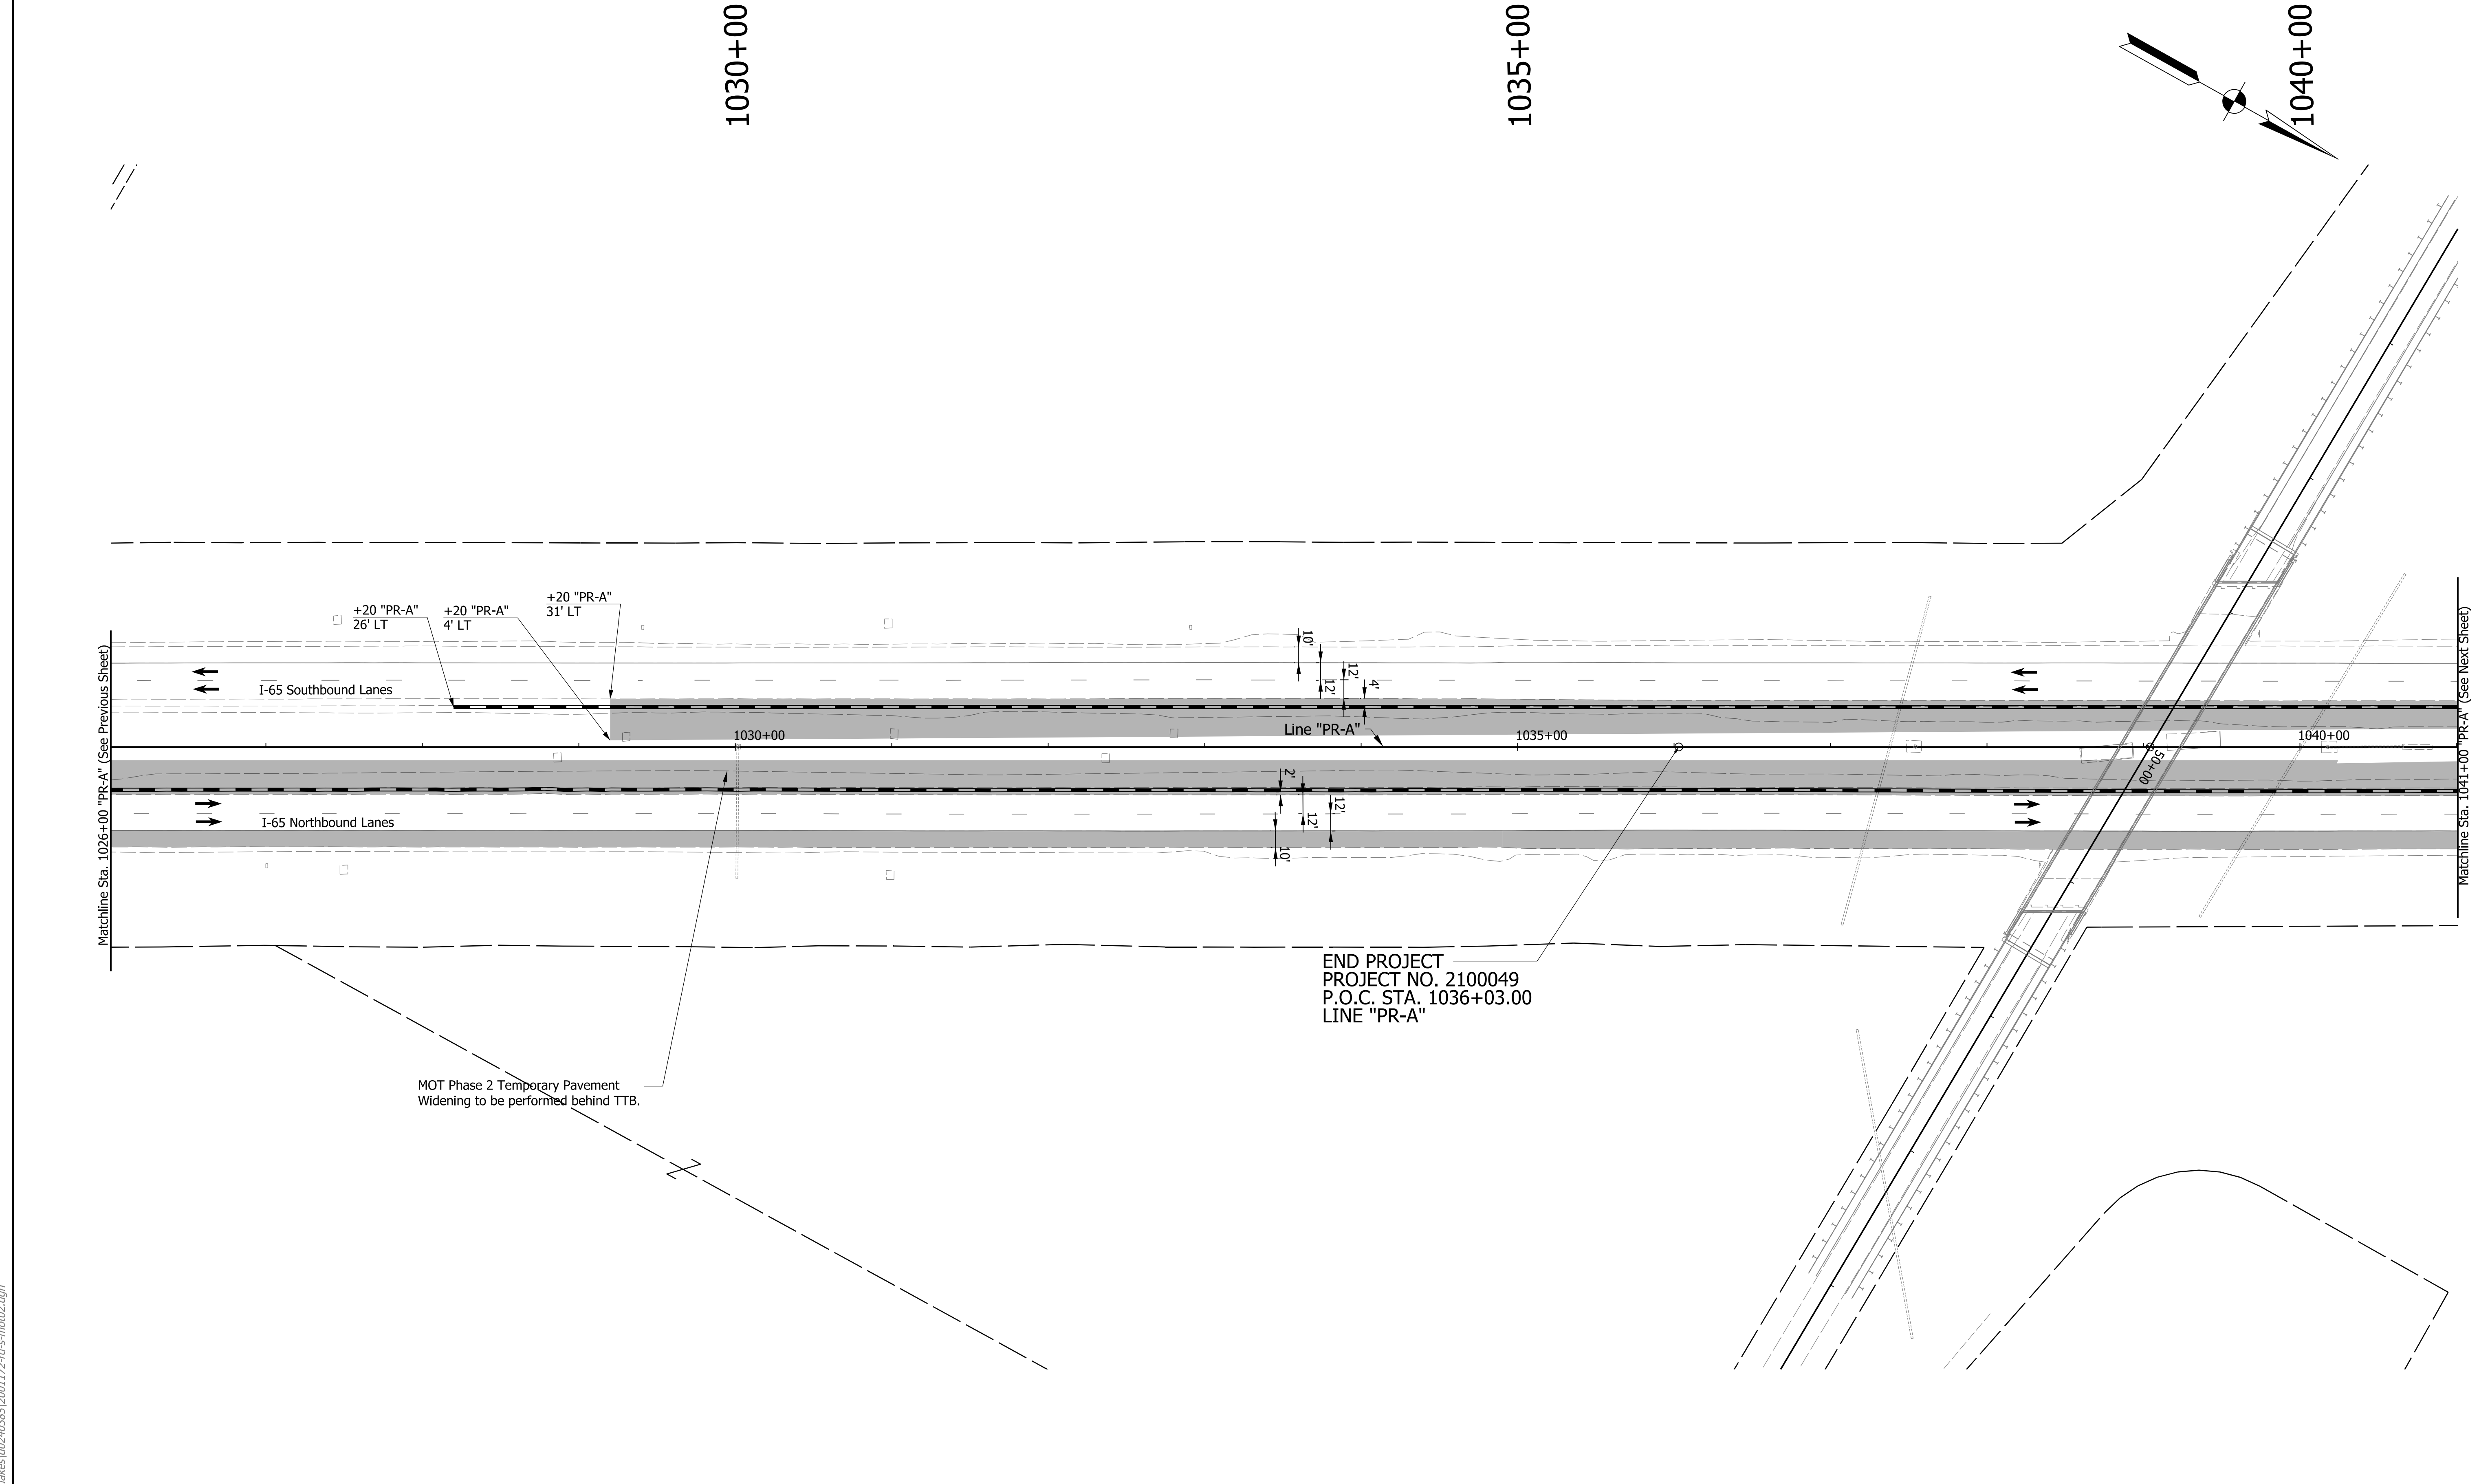 1030+00
1035+00
1040+00
+20 "PR-A"
26' LT
+20 "PR-A"
4' LT
+20 "PR-A"
31' LT
10'
12'
12'
4'
I-65 Southbound Lanes
Line "PR-A"
1030+00
1035+00
1040+00
50+00
2'
12'
12'
10'
I-65 Northbound Lanes
Matchline Sta. 1026+00 "PR-A" (See Previous Sheet)
Matchline Sta. 1041+00 "PR-A" (See Next Sheet)
END PROJECT
PROJECT NO. 2100049
P.O.C. STA. 1036+03.00
LINE "PR-A"
MOT Phase 2 Temporary Pavement
Widening to be performed behind TTB.